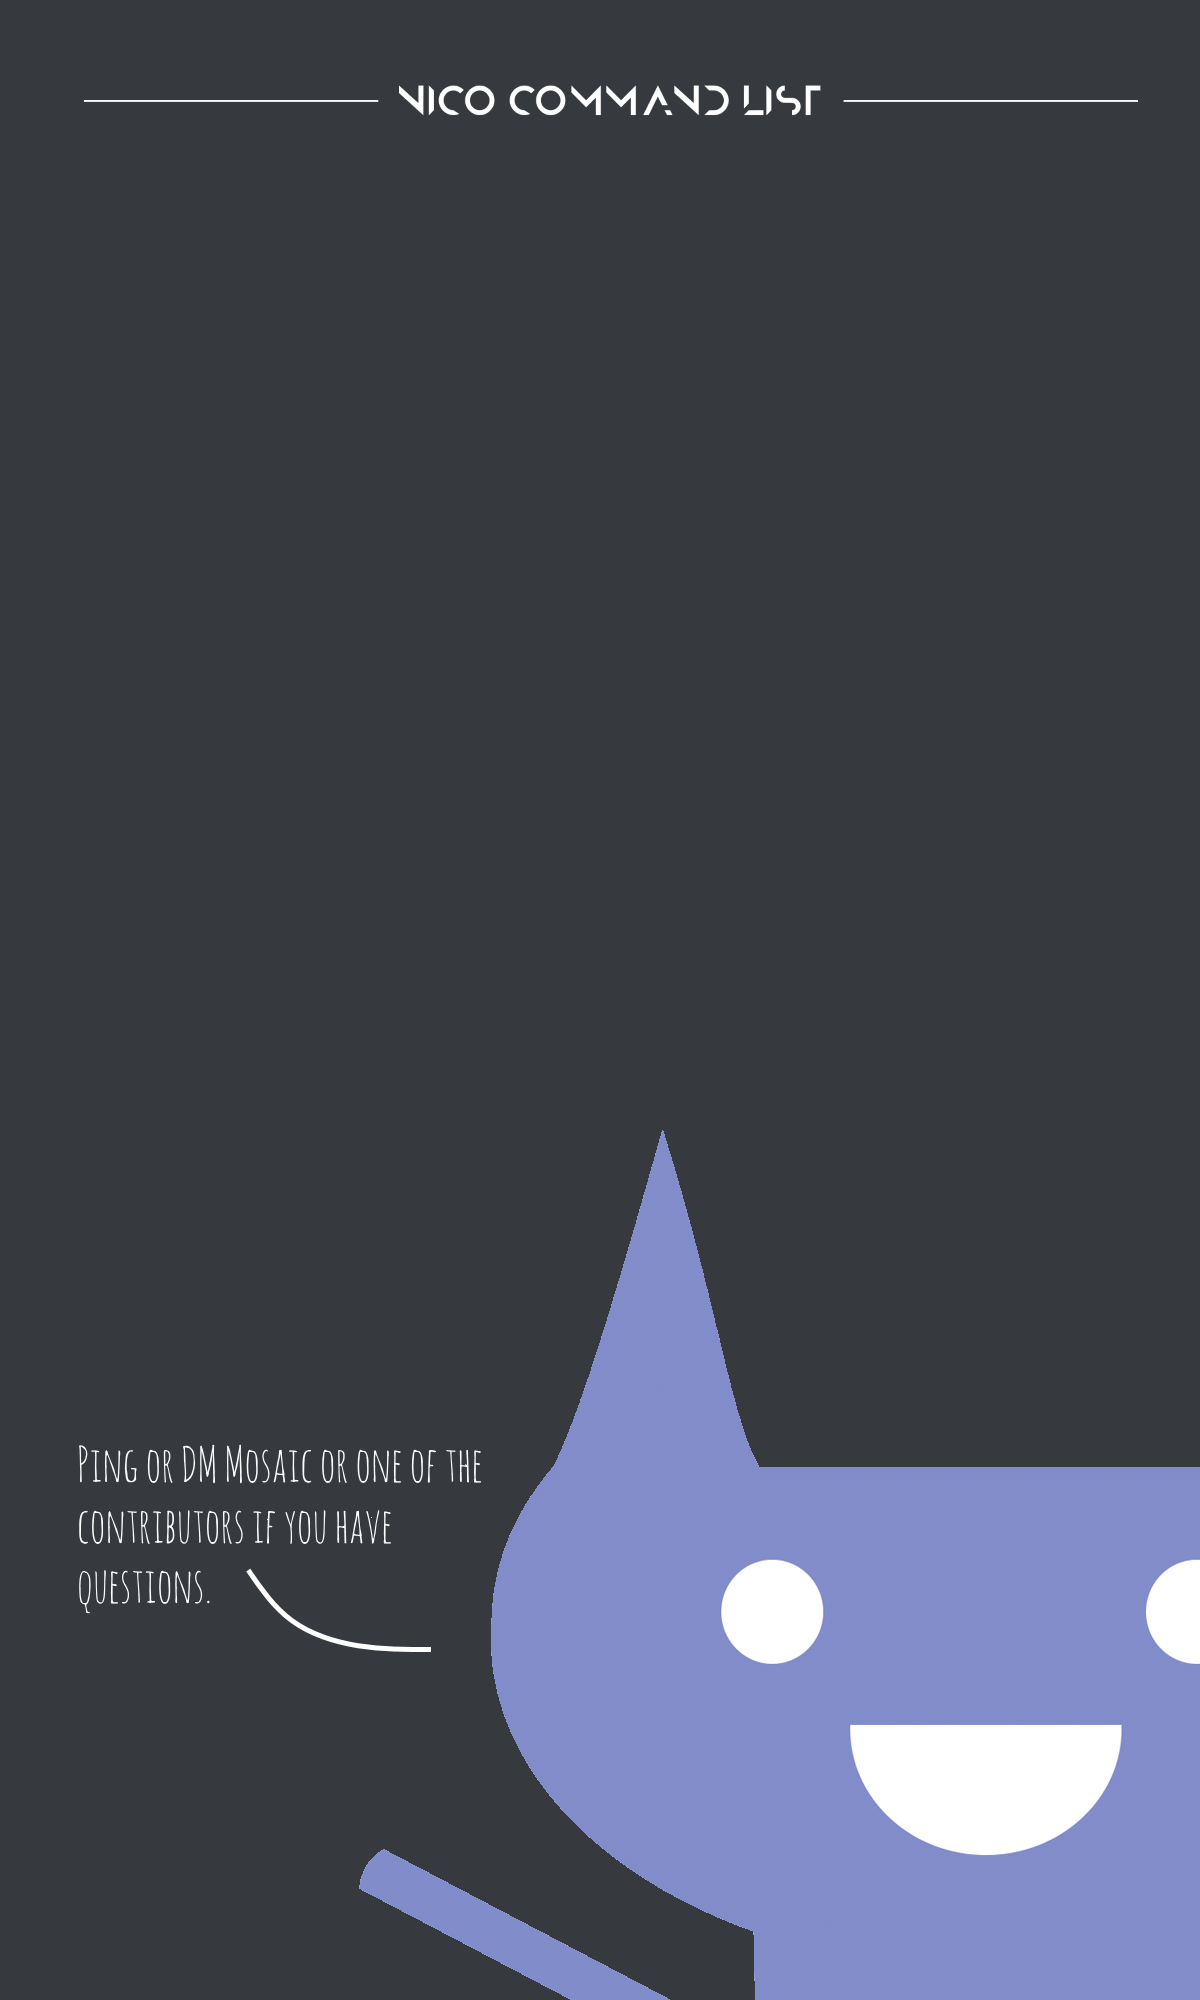 NICO COMMAND LIST
Ping or DM Mosaic or one of the
contributors if you have
questions.